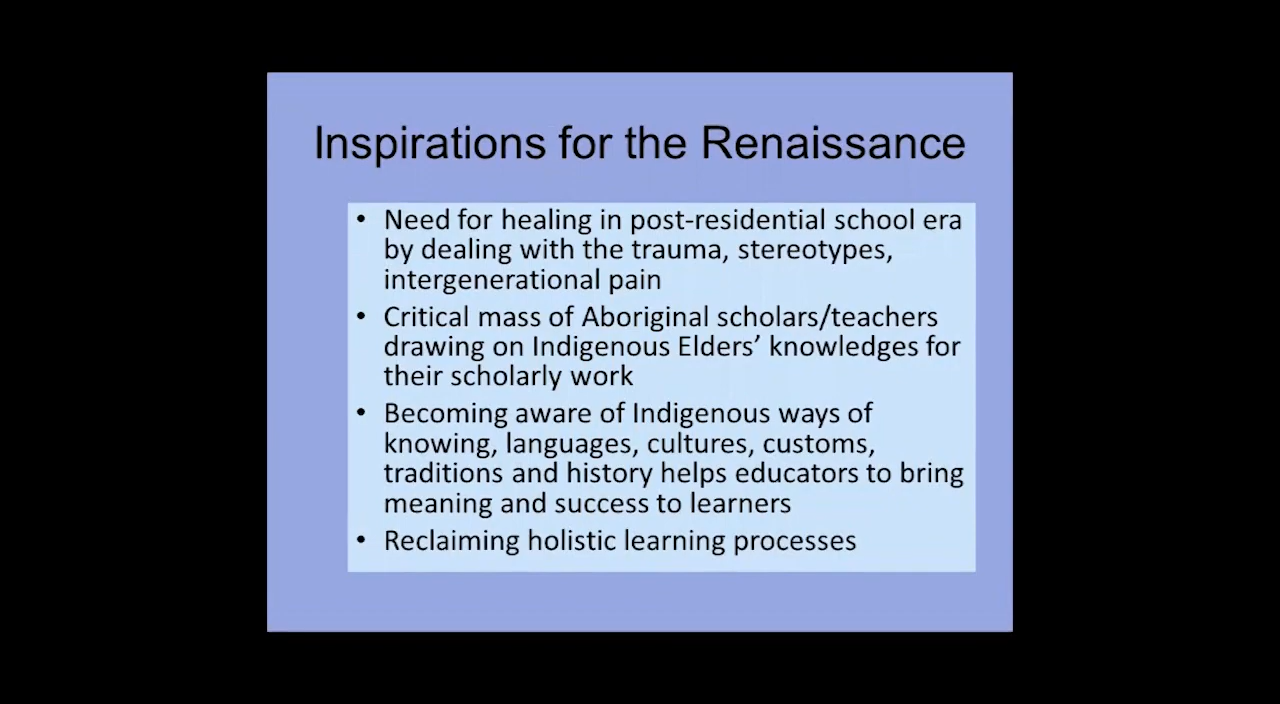 Inspirations for the Renaissance
• Need for healing in post-residential school era
by dealing with the trauma, stereotypes,
intergenerational pain
• Critical mass of Aboriginal scholars/teachers
drawing on Indigenous Elders’ knowledges for
their scholarly work
• Becoming aware of Indigenous ways of
knowing, languages, cultures, customs,
traditions and history helps educators to bring
meaning and success to learners
• Reclaiming holistic learning processes